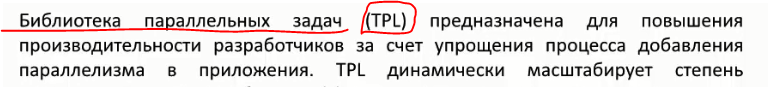 Библиотека параллельных задач (TPL) предназначена для повышения
производительности разработчиков за счет упрощения процесса добавления
параллелизма в приложения. TPL динамически масштабирует степень